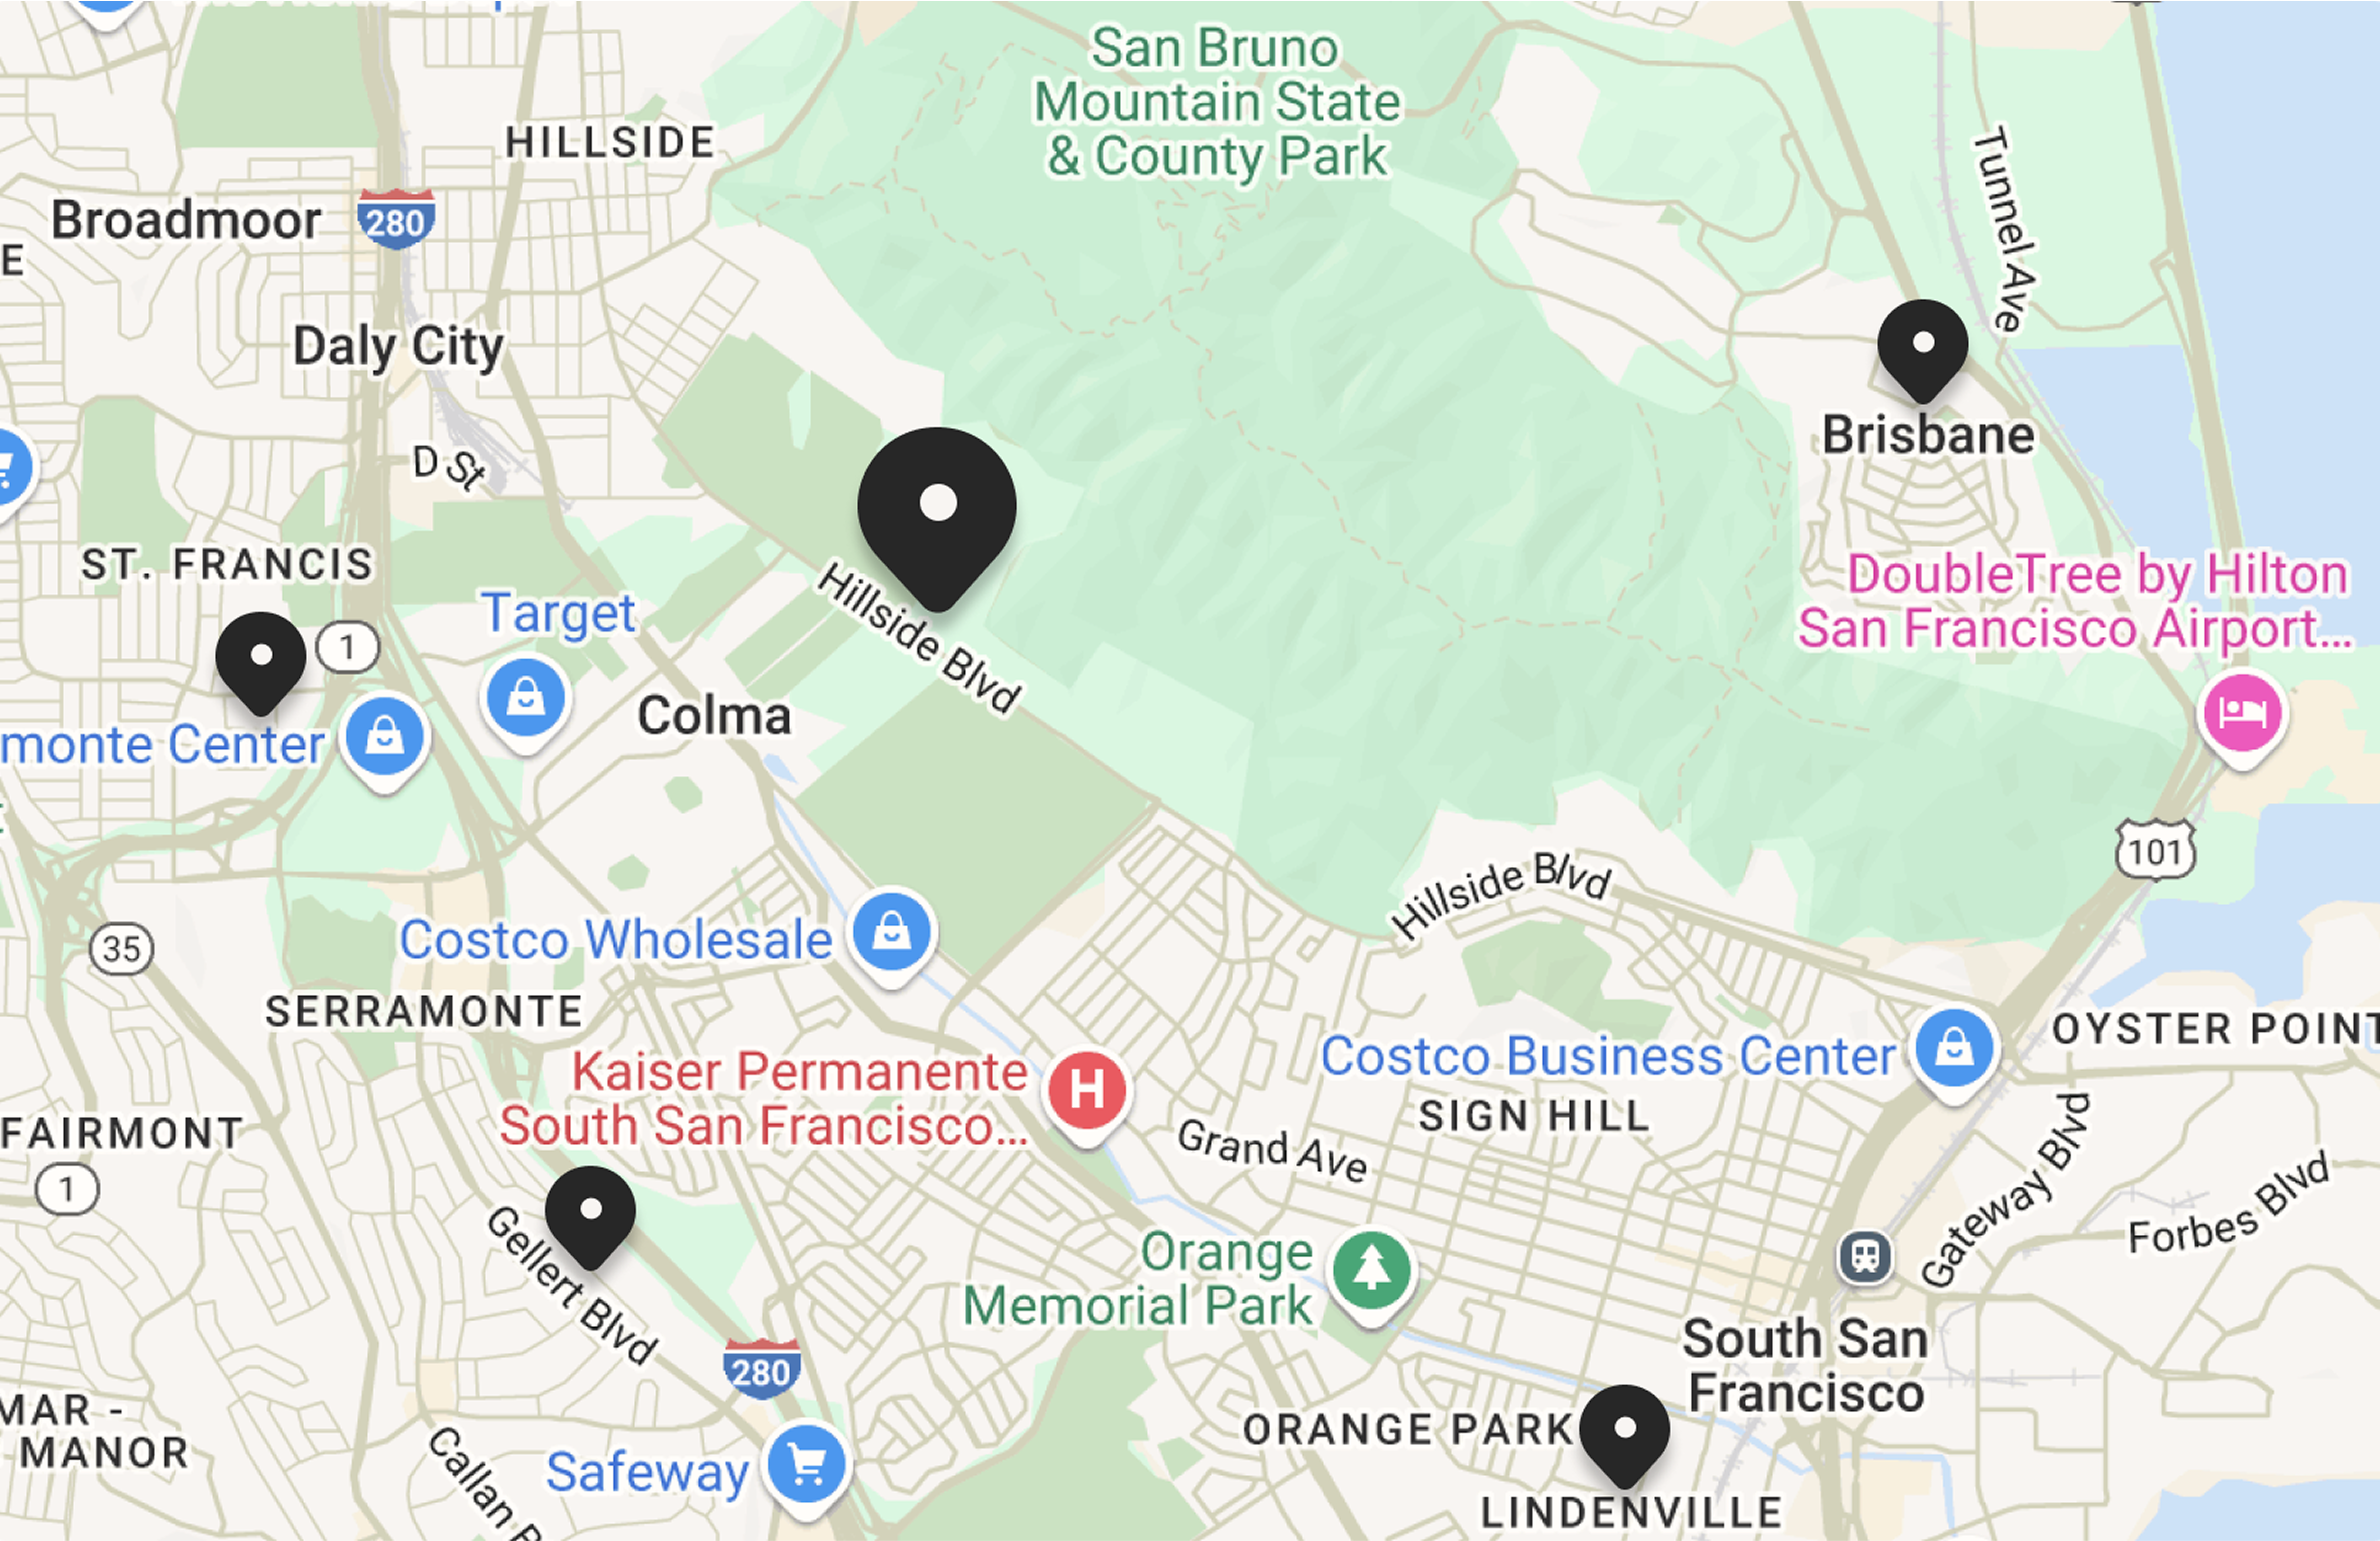 San Bruno
Mountain State
& County Park
HILLSIDE
Tunnel Ave
Broadmoor
280
E
Daly City
Brisbane
D St
ST. FRANCIS
DoubleTree by Hilton
San Francisco Airport...
Target
1
Hillside Blvd
Colma
monte Center
101
Hillside Blvd
Costco Wholesale
35
SERRAMONTE
OYSTER POINT
Costco Business Center
Kaiser Permanente
South San Francisco...
H
SIGN HILL
FAIRMONT
Grand Ave
1
Gateway Blvd
Forbes Blvd
Gellert Blvd
Orange
Memorial Park
South San
Francisco
280
MAR -
MANOR
ORANGE PARK
Callan
Safeway
LINDENVILLE